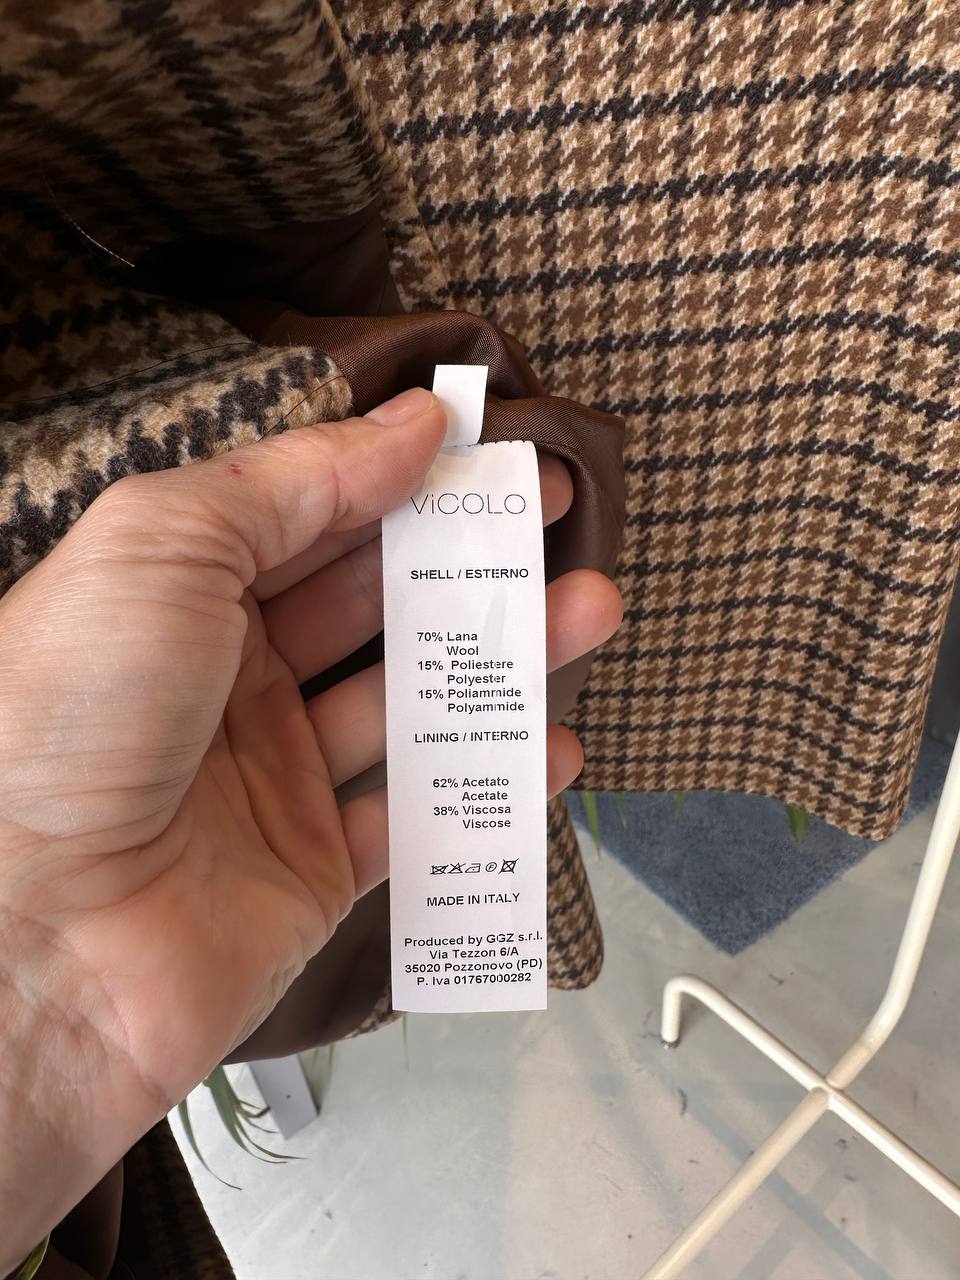 ViCOLO
SHELL / ESTERNO
70% Lana
Wool
15% Poliestere
Polyester
15% Poliammide
Polyammide
LINING / INTERNO
62% Acetato
Acetate
38% Viscosa
Viscose
F
MADE IN ITALY
Produced by GGZ s.r.l.
Via Tezzon 6/A
35020 Pozzonovo (PD)
P. Iva 01767000282